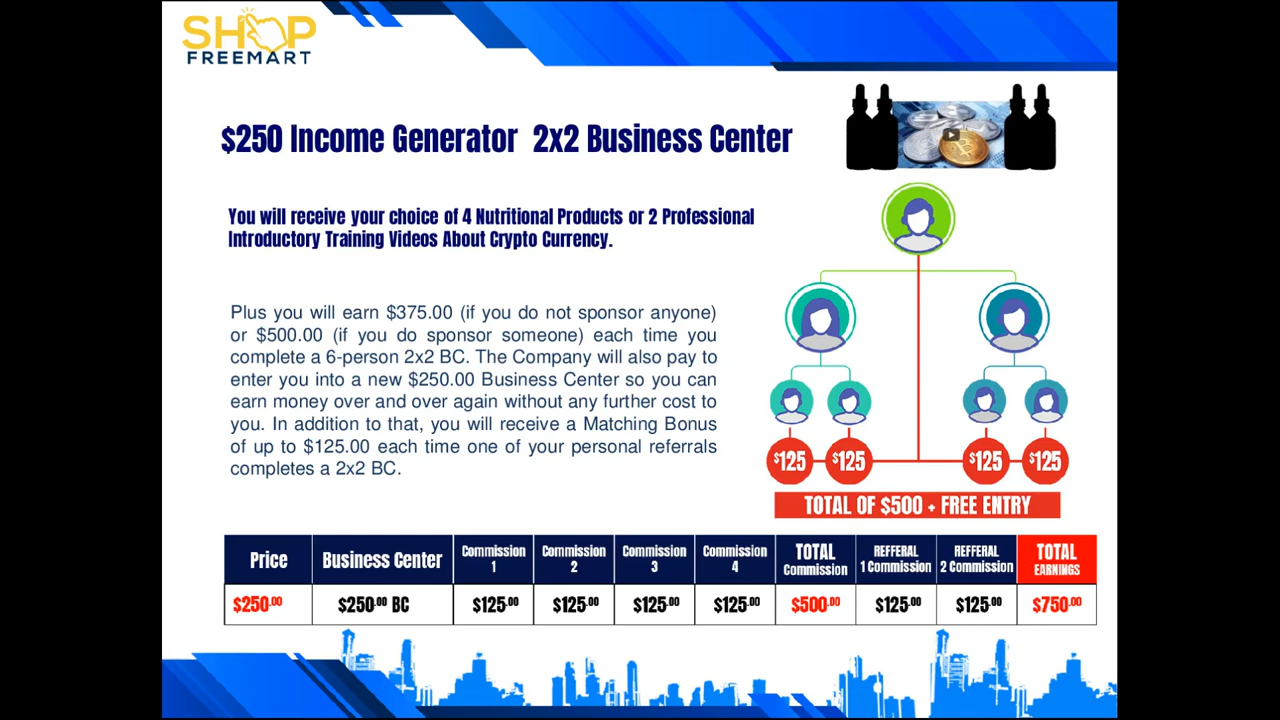 SHOP
FREEMART
$250 Income Generator 2x2 Business Center
You will receive your choice of 4 Nutritional Products or 2 Professional
Introductory Training Videos About Crypto Currency.
Plus you will earn $375.00 (if you do not sponsor anyone)
or $500.00 (if you do sponsor someone) each time you
complete a 6-person 2x2 BC. The Company will also pay to
enter you into a new $250.00 Business Center so you can
earn money over and over again without any further cost to
you. In addition to that, you will receive a Matching Bonus
of up to $125.00 each time one of your personal referrals
completes a 2x2 BC.
$125 $125 $125 $125
TOTAL OF $500 + FREE ENTRY
Price Business Center Commission 1 Commission 2 Commission 3 Commission 4 TOTAL Commission REFFERAL 1 Commission REFFERAL 2 Commission TOTAL EARNINGS
$250.00 $250.00 BC $125.00 $125.00 $125.00 $125.00 $500.00 $125.00 $125.00 $750.00